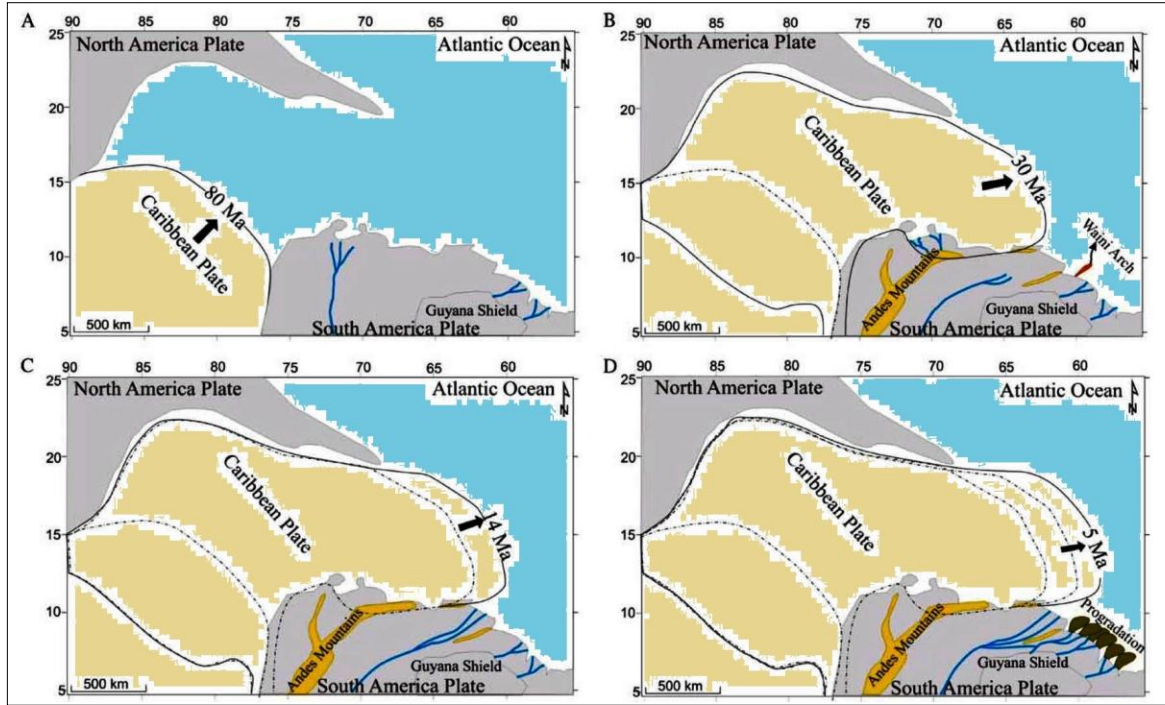 A
90 85 80 75 70 65 60
25
20
15
10
5
North America Plate
Atlantic Ocean
N
80 Ma
Caribbean Plate
Guyana Shield
South America Plate
500 km
B
90 85 80 75 70 65 60
25
20
15
10
5
North America Plate
Atlantic Ocean
N
Caribbean Plate
30 Ma
Waini Arch
Andes Mountains
Guyana Shield
South America Plate
500 km
C
90 85 80 75 70 65 60
25
20
15
10
5
North America Plate
Atlantic Ocean
N
Caribbean Plate
14 Ma
Andes Mountains
Guyana Shield
South America Plate
500 km
D
90 85 80 75 70 65 60
25
20
15
10
5
North America Plate
Atlantic Ocean
N
Caribbean Plate
5 Ma
Progradation
Andes Mountains
Guyana Shield
South America Plate
500 km